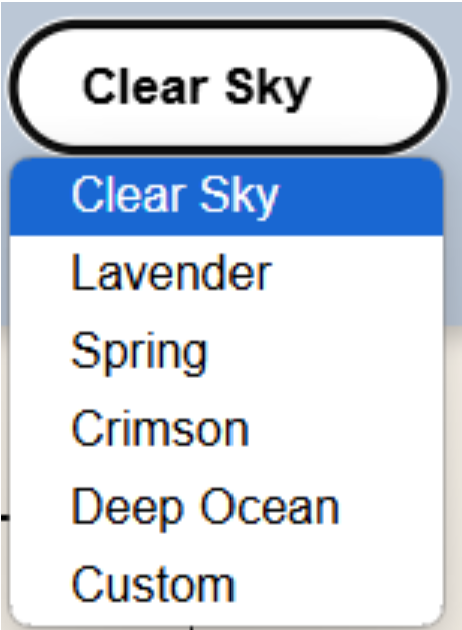 Clear Sky
Clear Sky
Lavender
Spring
Crimson
Deep Ocean
Custom